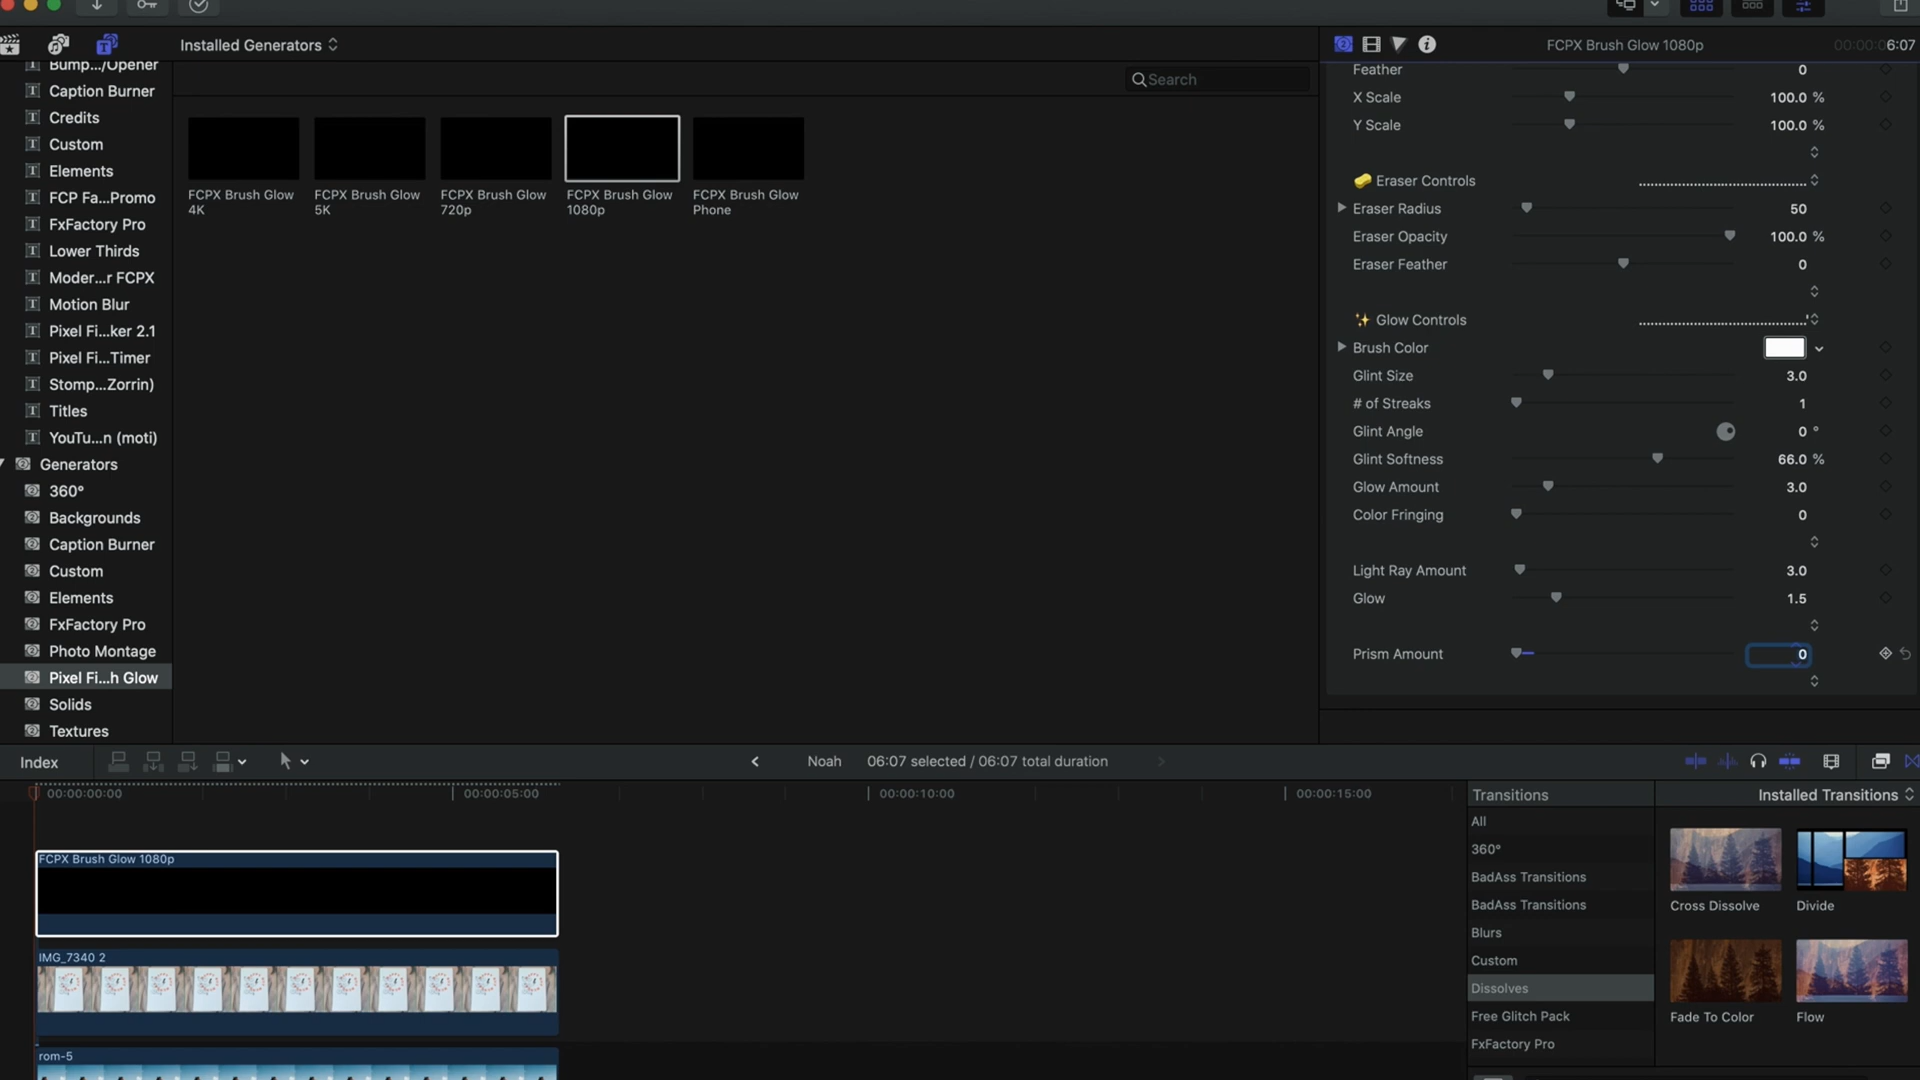 Installed Generators
FCPX Brush Glow 1080p
00:00:06:07
Bump.../Opener
Caption Burner
Credits
Custom
Elements
FCP Fa...Promo
FxFactory Pro
Lower Thirds
Moder...r FCPX
Motion Blur
Pixel Fi...ker 2.1
Pixel Fi...Timer
Stomp...Zorrin)
Titles
YouTu...n (moti)
Generators
360°
Backgrounds
Caption Burner
Custom
Elements
FxFactory Pro
Photo Montage
Pixel Fi...h Glow
Solids
Textures
Search
FCPX Brush Glow 4K
FCPX Brush Glow 5K
FCPX Brush Glow 720p
FCPX Brush Glow 1080p
FCPX Brush Glow Phone
Feather 0
X Scale 100.0 %
Y Scale 100.0 %
Eraser Controls
Eraser Radius 50
Eraser Opacity 100.0 %
Eraser Feather 0
Glow Controls
Brush Color
Glint Size 3.0
# of Streaks 1
Glint Angle 0 °
Glint Softness 66.0 %
Glow Amount 3.0
Color Fringing 0
Light Ray Amount 3.0
Glow 1.5
Prism Amount 0
Index
Noah 06:07 selected / 06:07 total duration
00:00:00:00
00:00:05:00
00:00:10:00
00:00:15:00
FCPX Brush Glow 1080p
IMG_7340 2
rom-5
Transitions
Installed Transitions
All
360°
BadAss Transitions
BadAss Transitions
Blurs
Custom
Dissolves
Free Glitch Pack
FxFactory Pro
Cross Dissolve
Divide
Fade To Color
Flow